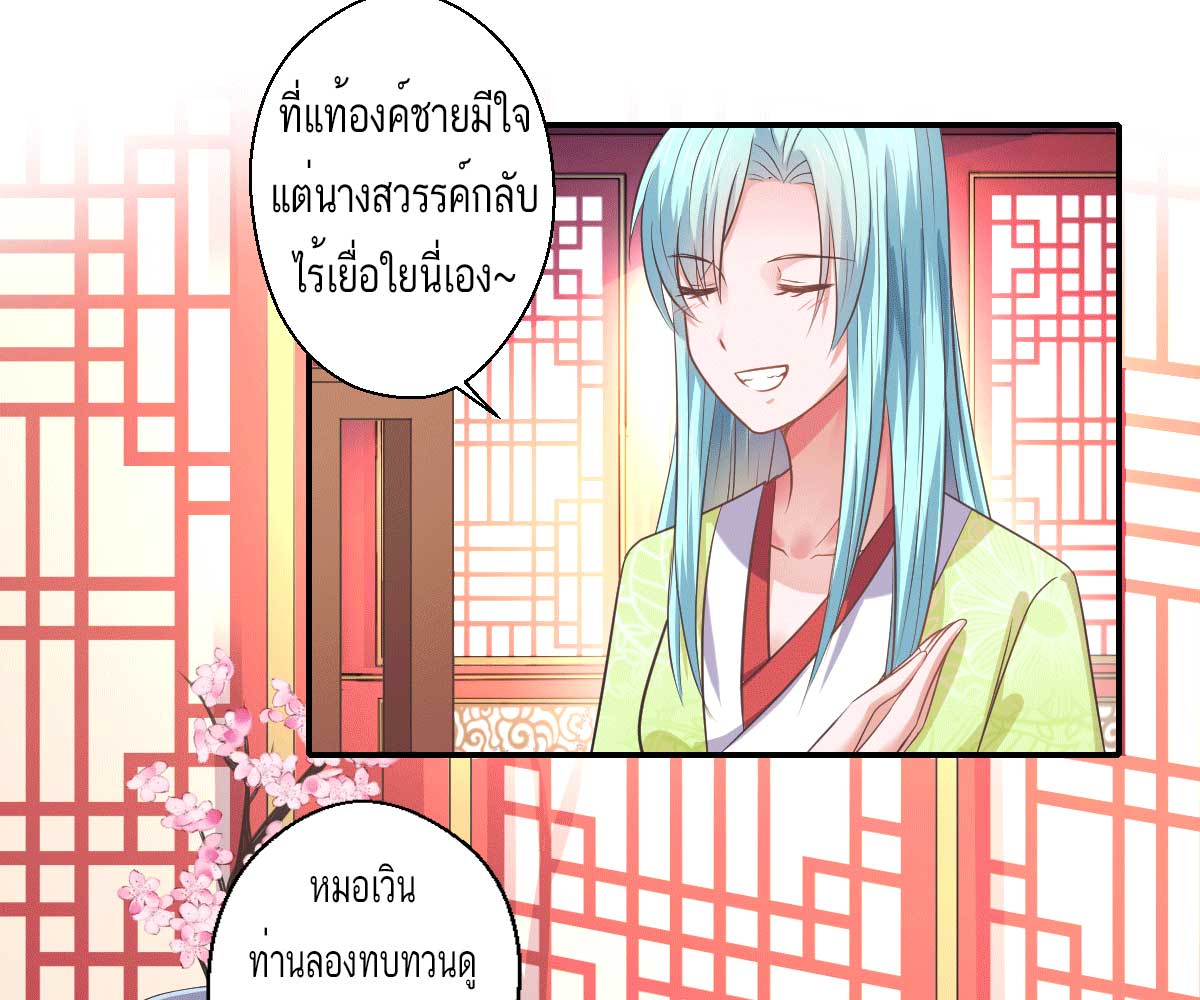 ที่แท้องค์ชายมีใจ
แต่นางสวรรค์กลับ
ไร้เยื่อใยนี่เอง~
หมอเวิน
ท่านลองทบทวนดู